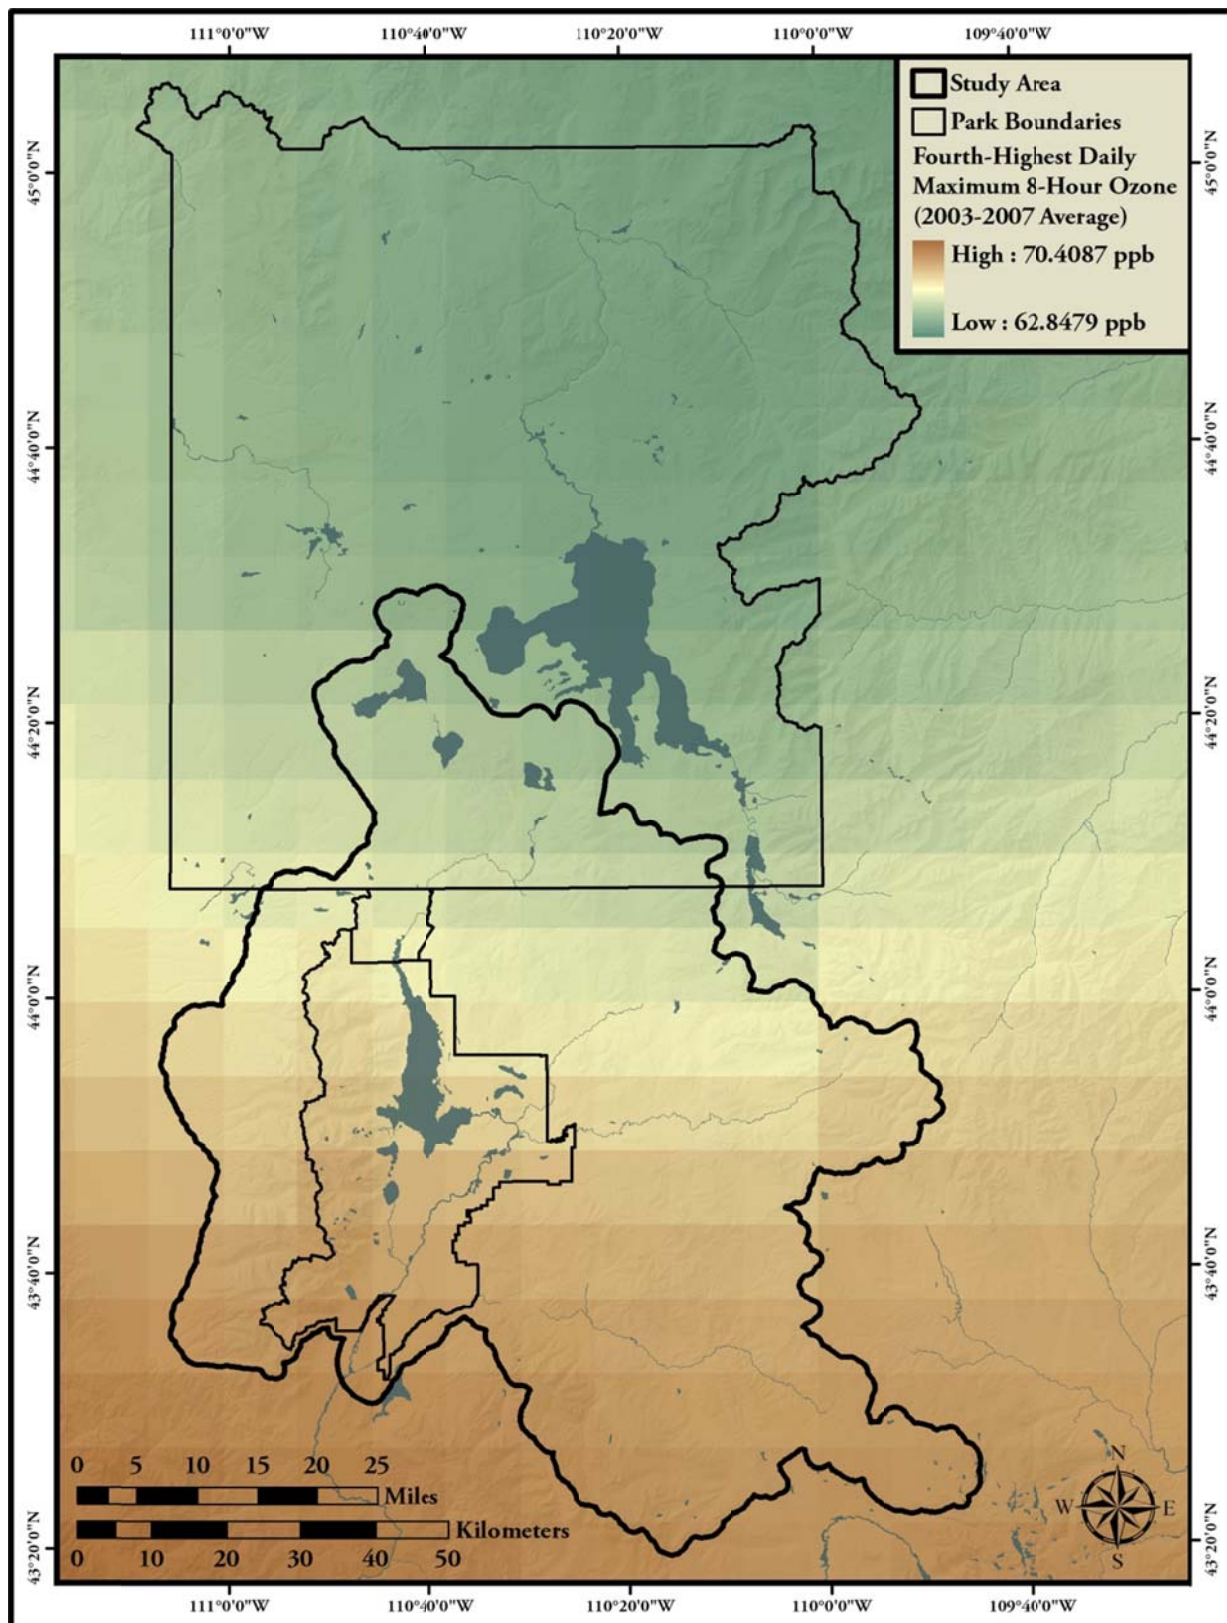 111°0'0"W 110°40'0"W 110°20'0"W 110°0'0"W 109°40'0"W
Study Area
Park Boundaries
Fourth-Highest Daily
Maximum 8-Hour Ozone
(2003-2007 Average)
High : 70.4087 ppb
Low : 62.8479 ppb
45°0'0"N
44°40'0"N
44°20'0"N
44°0'0"N
43°40'0"N
43°20'0"N
45°0'0"N
44°40'0"N
44°20'0"N
44°0'0"N
43°40'0"N
43°20'0"N
0 5 10 15 20 25
Miles
Kilometers
0 10 20 30 40 50
N
W E
S
111°0'0"W 110°40'0"W 110°20'0"W 110°0'0"W 109°40'0"W